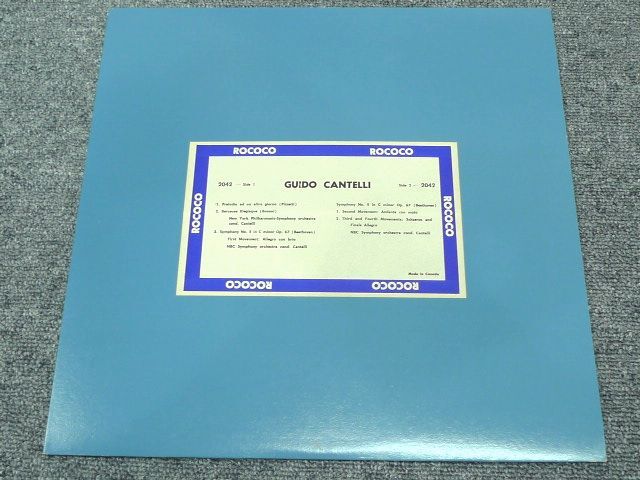 ROCOCO ROCOCO
2042 — Side 1 GUIDO CANTELLI Side 2 — 2042
1. Preludio ad un altro giorno (Pizzetti)
2. Berceuse Elegiaque (Busoni)
New York Philharmonic-Symphony orchestra
cond. Cantelli
3. Symphony No. 5 in C minor Op. 67 (Beethoven)
First Movement: Allegro con brio
NBC Symphony orchestra cond. Cantelli
Symphony No. 5 in C minor Op. 67 (Beethoven)
1. Second Movement: Andante con moto
2. Third and Fourth Movements: Scherzo and
Finale Allegro
NBC Symphony orchestra cond. Cantelli
Made in Canada
ROCOCO
ROCOCO
ROCOCO ROCOCO